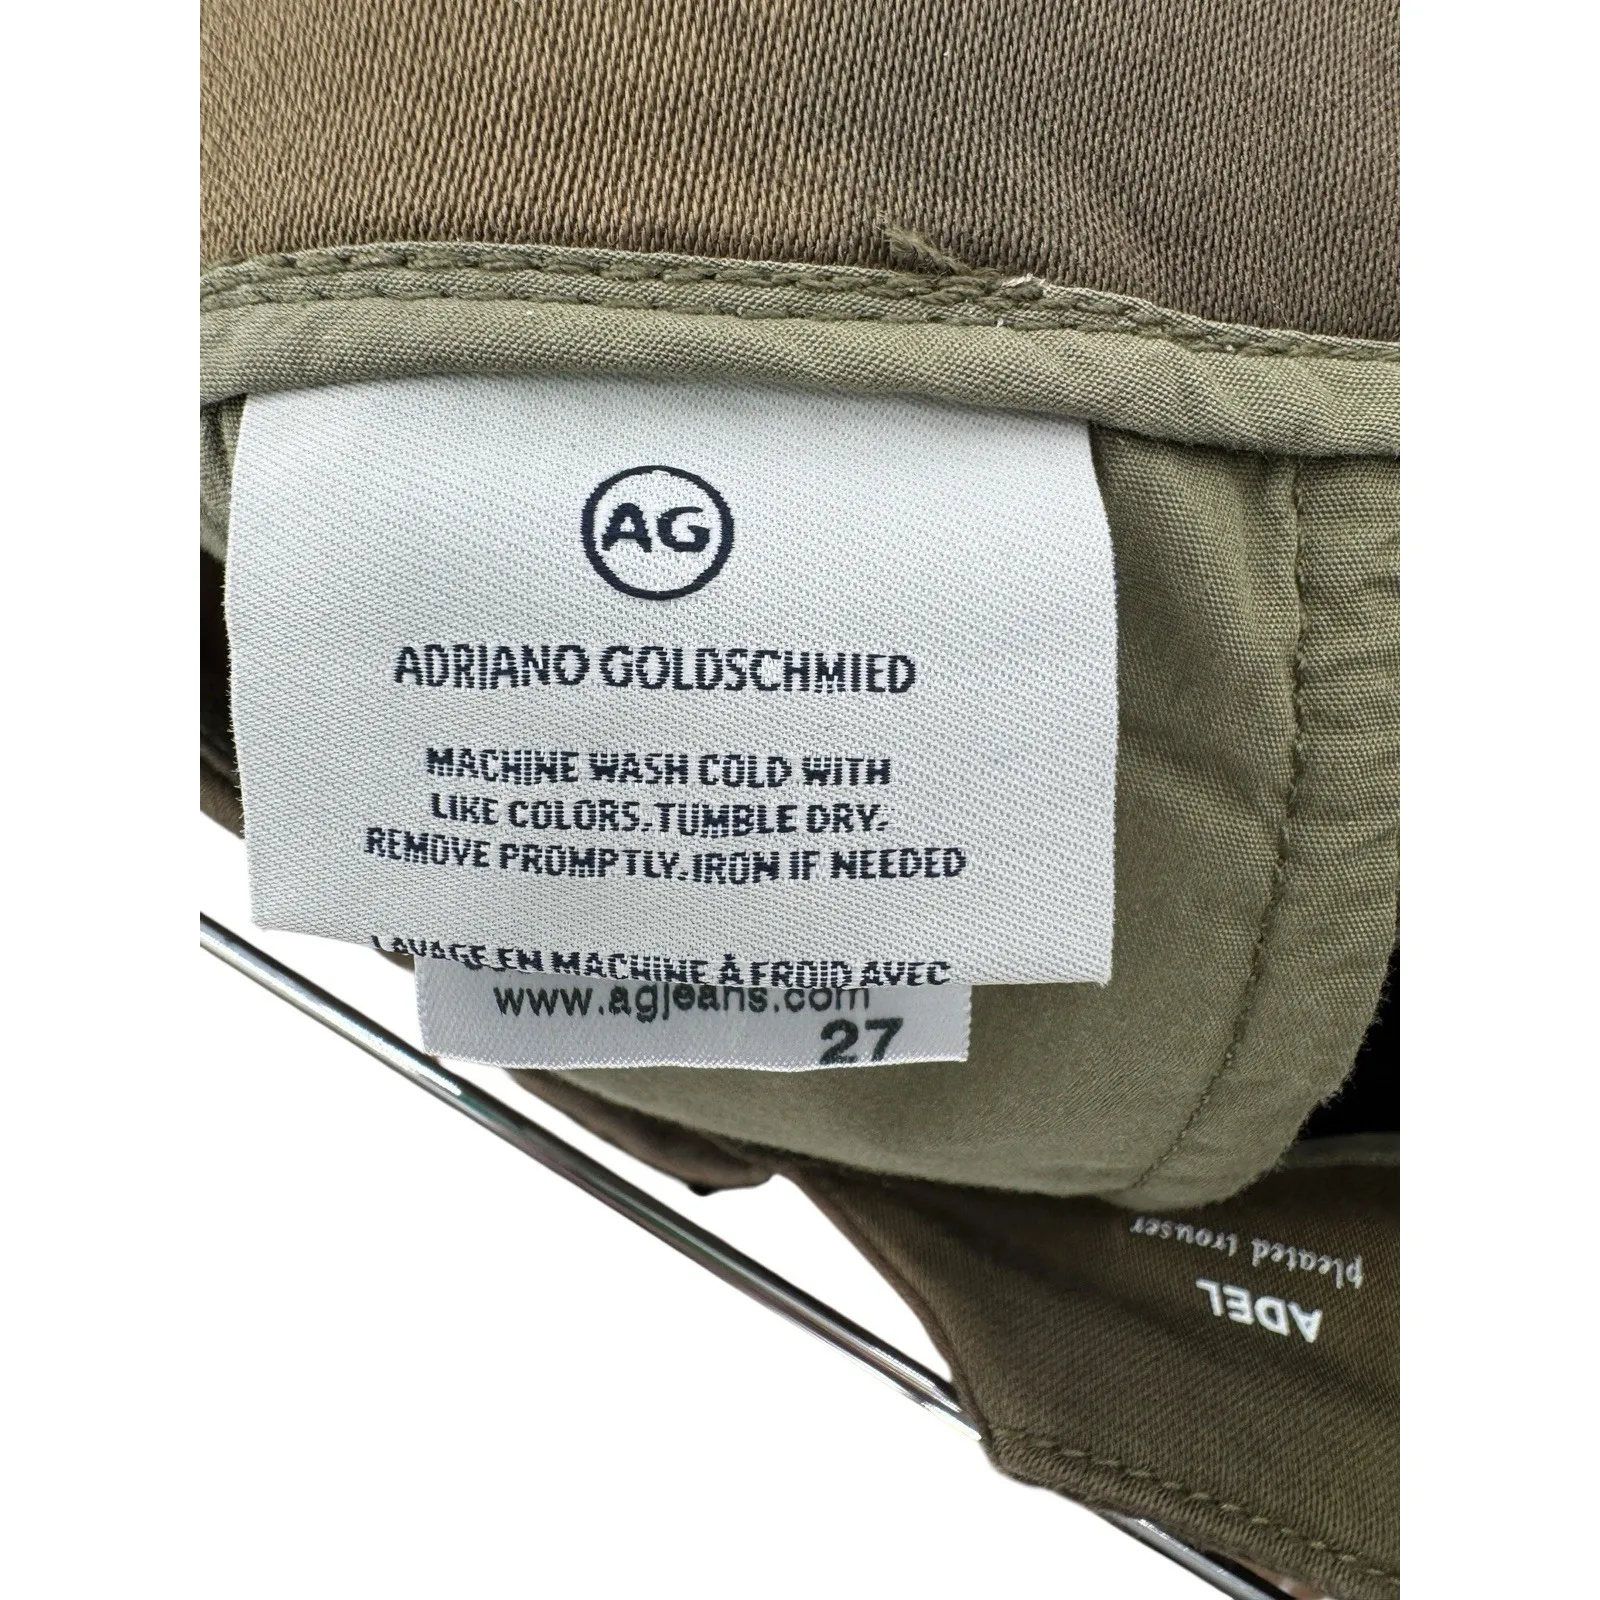 AG
ADRIANO GOLDSCHMIED
MACHINE WASH COLD WITH
LIKE COLORS. TUMBLE DRY.
REMOVE PROMPTLY. IRON IF NEEDED
LAVAGE EN MACHINE À FROID AVEC
www.agjeans.com
27
ADEL
pleated trouser